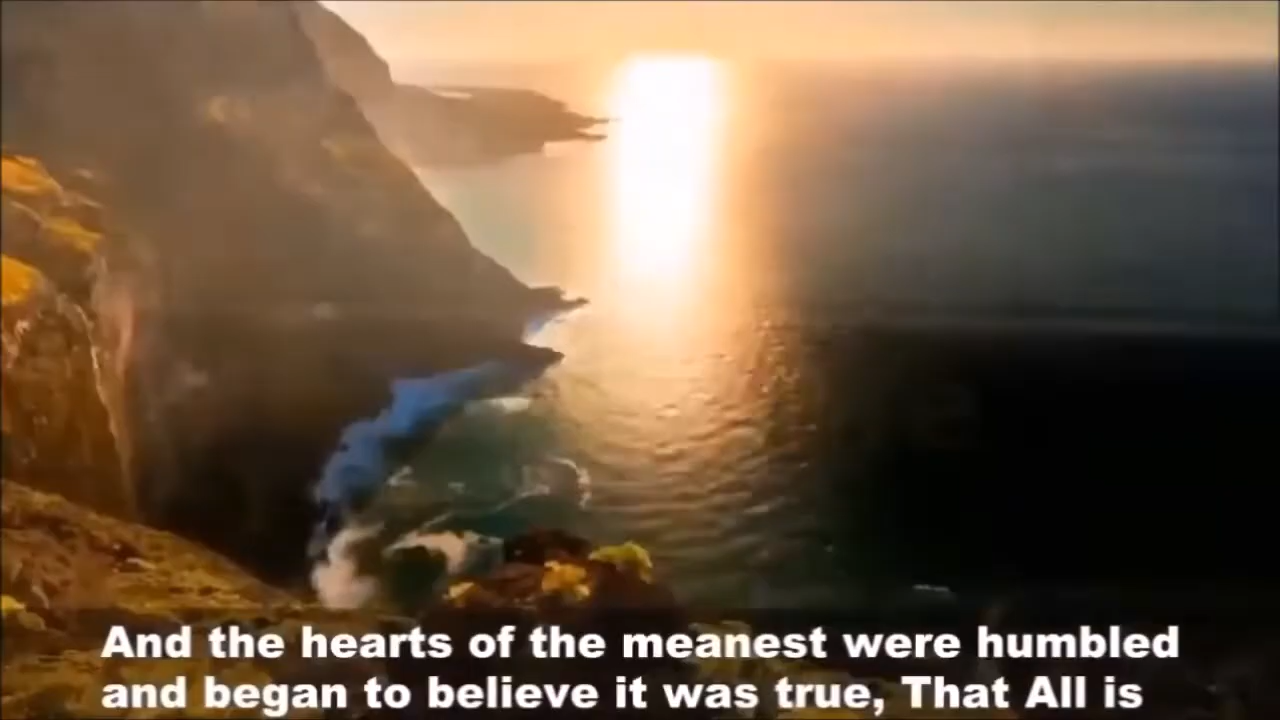 And the hearts of the meanest were humbled
and began to believe it was true, That All is